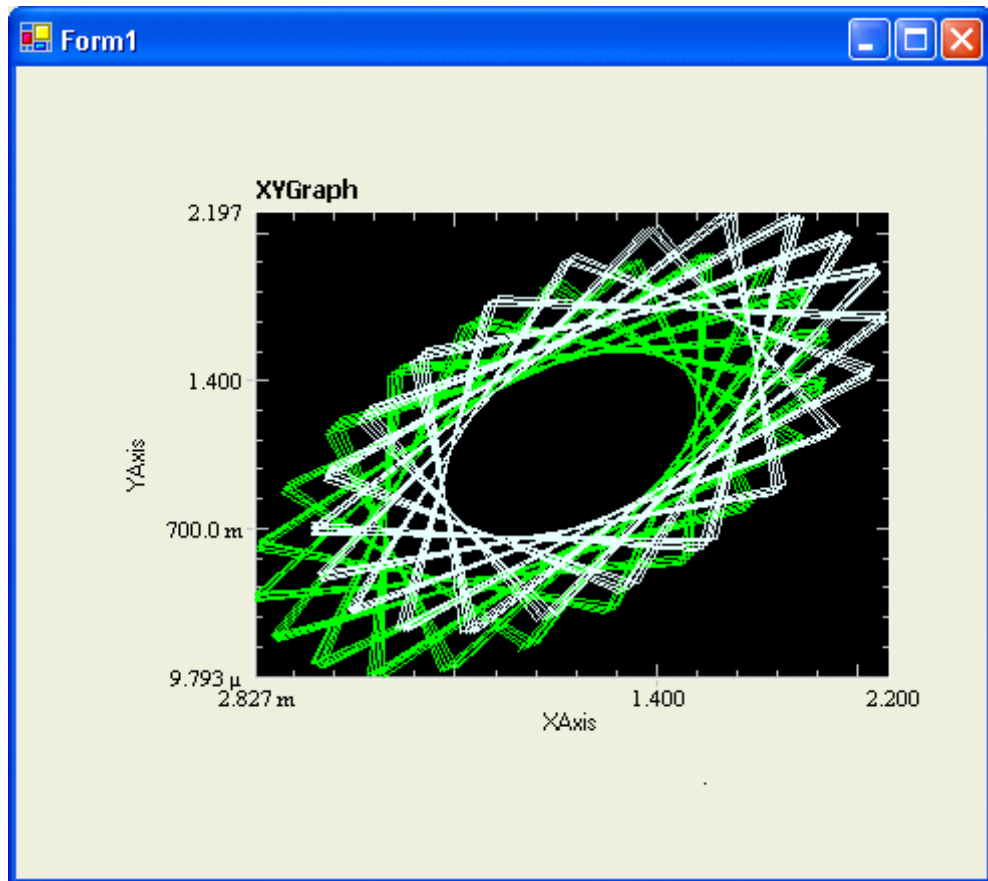 Form1
XYGraph
2.197
1.400
YAxis
700.0 m
9.793 µ
2.827 m
1.400
2.200
XAxis